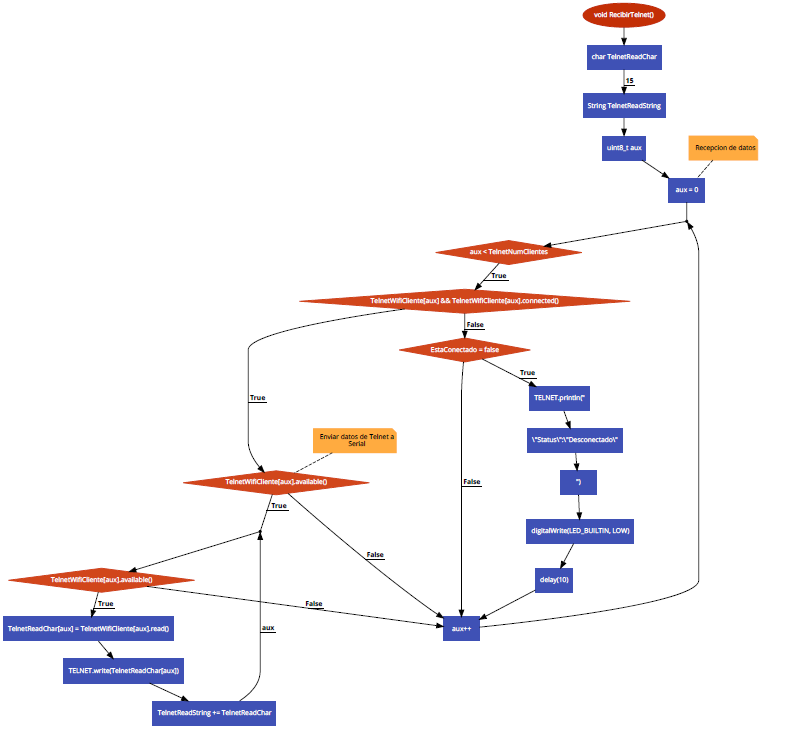 void RecibirTelnet()
char TelnetReadChar
15
String TelnetReadString
uint8_t aux
Recepcion de datos
aux = 0
aux < TelnetNumClientes
True
TelnetWifiCliente[aux] && TelnetWifiCliente[aux].connected()
False
EstaConectado = false
True
True
TELNET.println("
Enviar datos de Telnet a
Serial
\"Status\":\"Desconectado\"
TelnetWifiCliente[aux].available()
False
")
True
digitalWrite(LED_BUILTIN, LOW)
False
TelnetWifiCliente[aux].available()
delay(10)
True
False
TelnetReadChar[aux] = TelnetWifiCliente[aux].read()
aux
aux++
TELNET.write(TelnetReadChar[aux])
TelnetReadString += TelnetReadChar